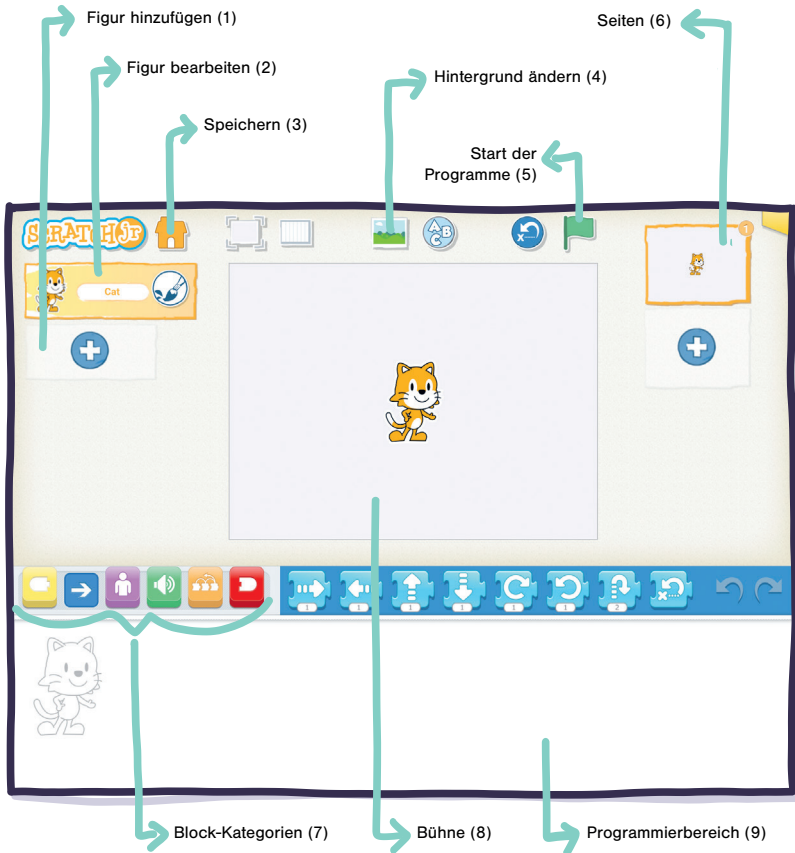 Figur hinzufügen (1)
Seiten (6)
Figur bearbeiten (2)
Hintergrund ändern (4)
Speichern (3)
Start der
Programme (5)
SCRATCH JR
ABC
x
1
Cat
1
1
1
1
1
1
2
x
Block-Kategorien (7)
Bühne (8)
Programmierbereich (9)